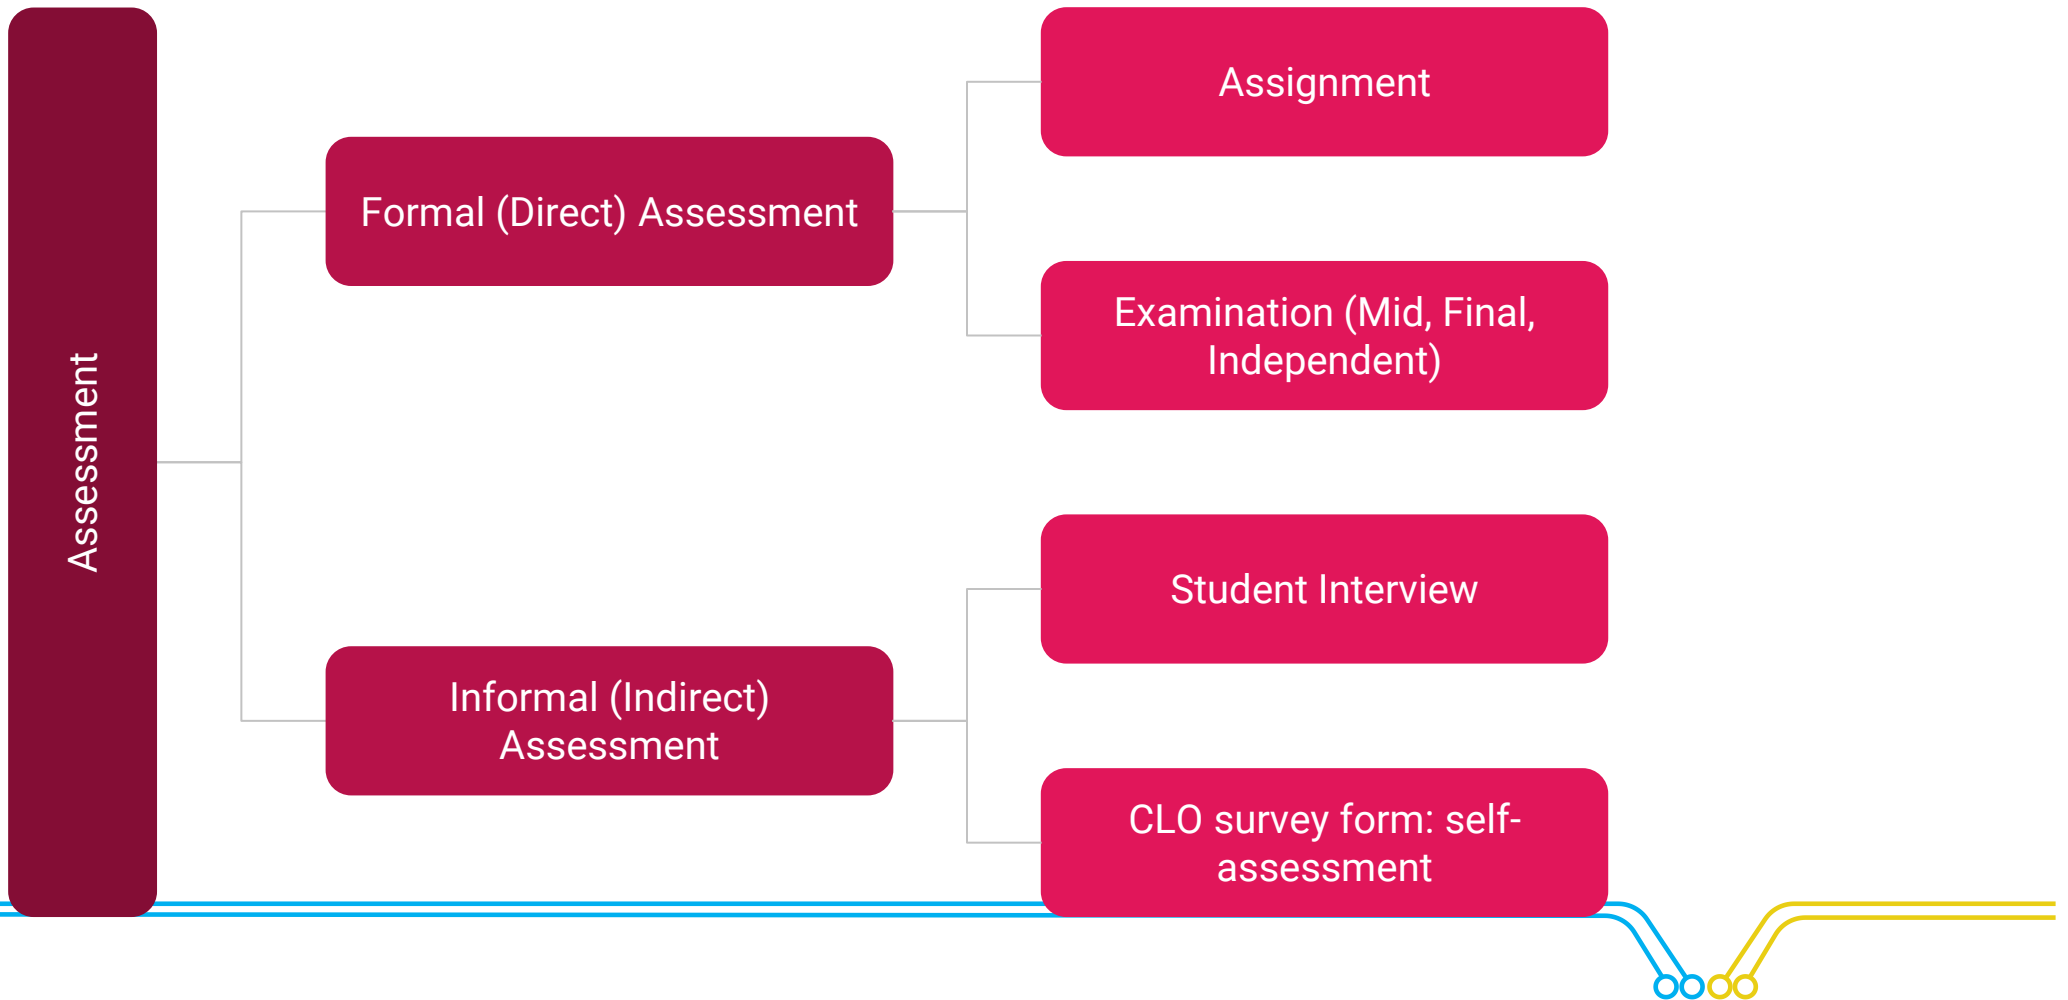 Assessment
Formal (Direct) Assessment
Assignment
Examination (Mid, Final,
Independent)
Informal (Indirect)
Assessment
Student Interview
CLO survey form: self-
assessment